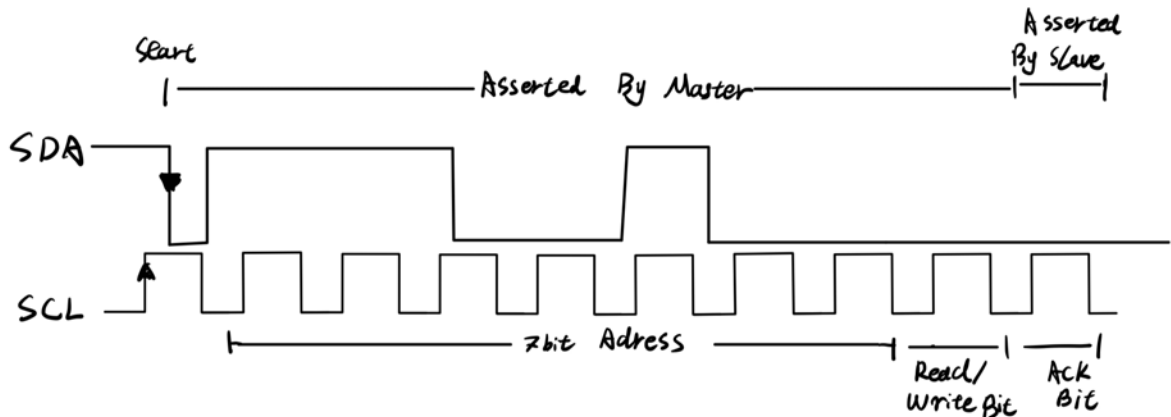 Start
Asserted By Master
Asserted
By Slave
SDA
SCL
7bit Adress
Read/
Write Bit
ACK
Bit